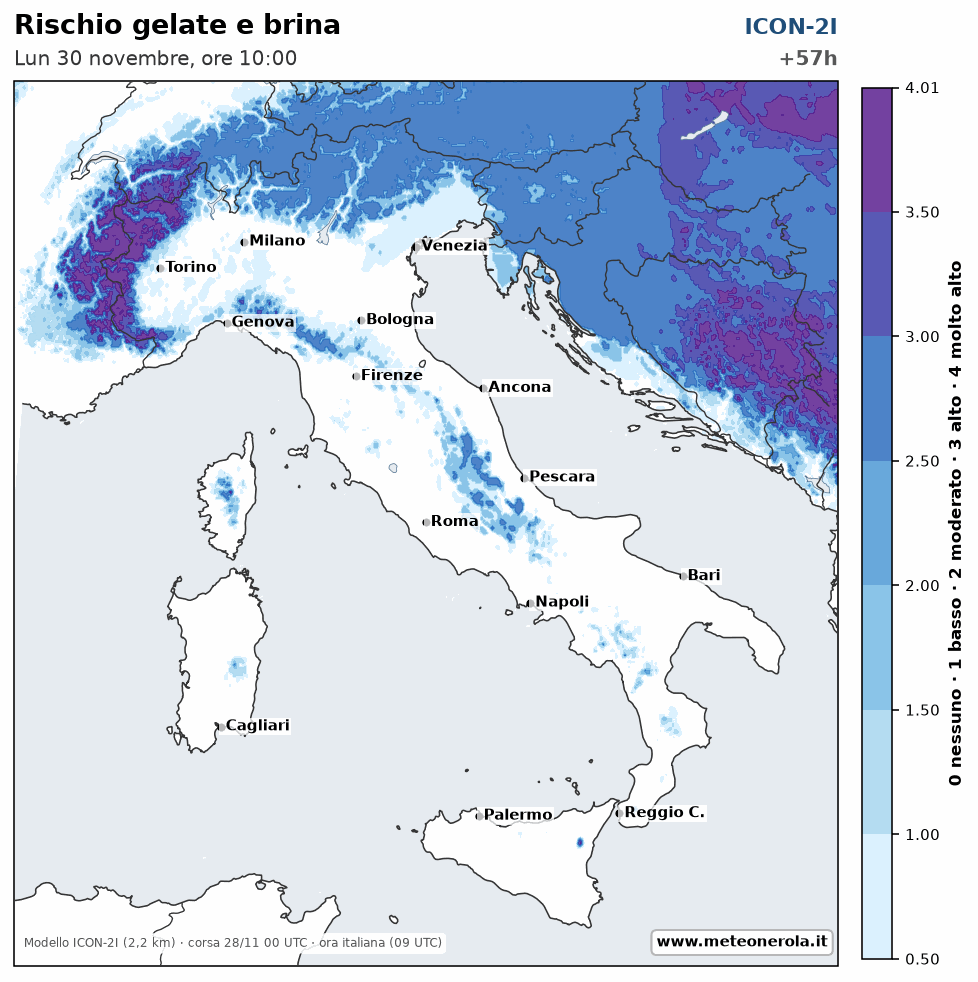 Rischio gelate e brina
ICON-2I
Lun 30 novembre, ore 10:00
+57h
4.01
3.50
3.00
2.50
2.00
1.50
1.00
0.50
0 nessuno · 1 basso · 2 moderato · 3 alto · 4 molto alto
Milano
Venezia
Torino
Genova
Bologna
Firenze
Ancona
Pescara
Roma
Bari
Napoli
Cagliari
Palermo
Reggio C.
Modello ICON-2I (2,2 km) · corsa 28/11 00 UTC · ora italiana (09 UTC)
www.meteonerola.it